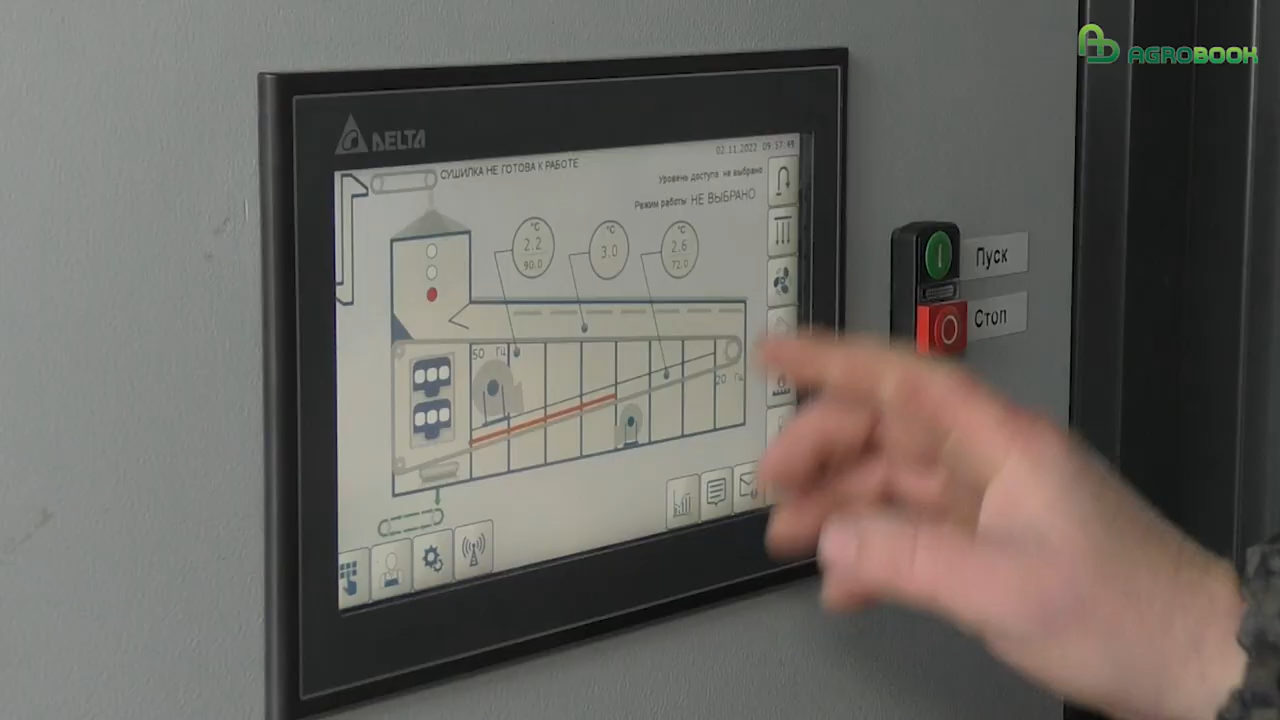 AGROBOOK
DELTA
02.11.2022 09:57:49
СУШИЛКА НЕ ГОТОВА К РАБОТЕ
Уровень доступа не выбрано
Режим работы НЕ ВЫБРАНО
°C °C °C
2.2 3.0 2.6
90.0 72.0
Пуск
Стоп
50 Гц
20 Гц